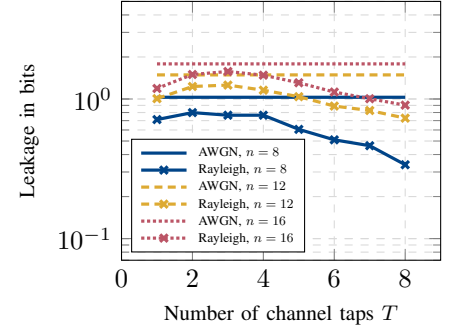 Leakage in bits
10^0
10^{-1}
AWGN, n = 8
Rayleigh, n = 8
AWGN, n = 12
Rayleigh, n = 12
AWGN, n = 16
Rayleigh, n = 16
0 2 4 6 8
Number of channel taps T